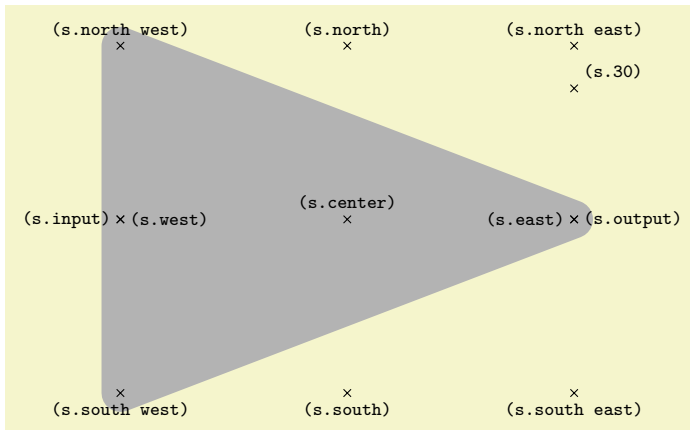 (s.north west) (s.north) (s.north east)
(s.30)
(s.center)
(s.input) (s.west) (s.east) (s.output)
(s.south west) (s.south) (s.south east)